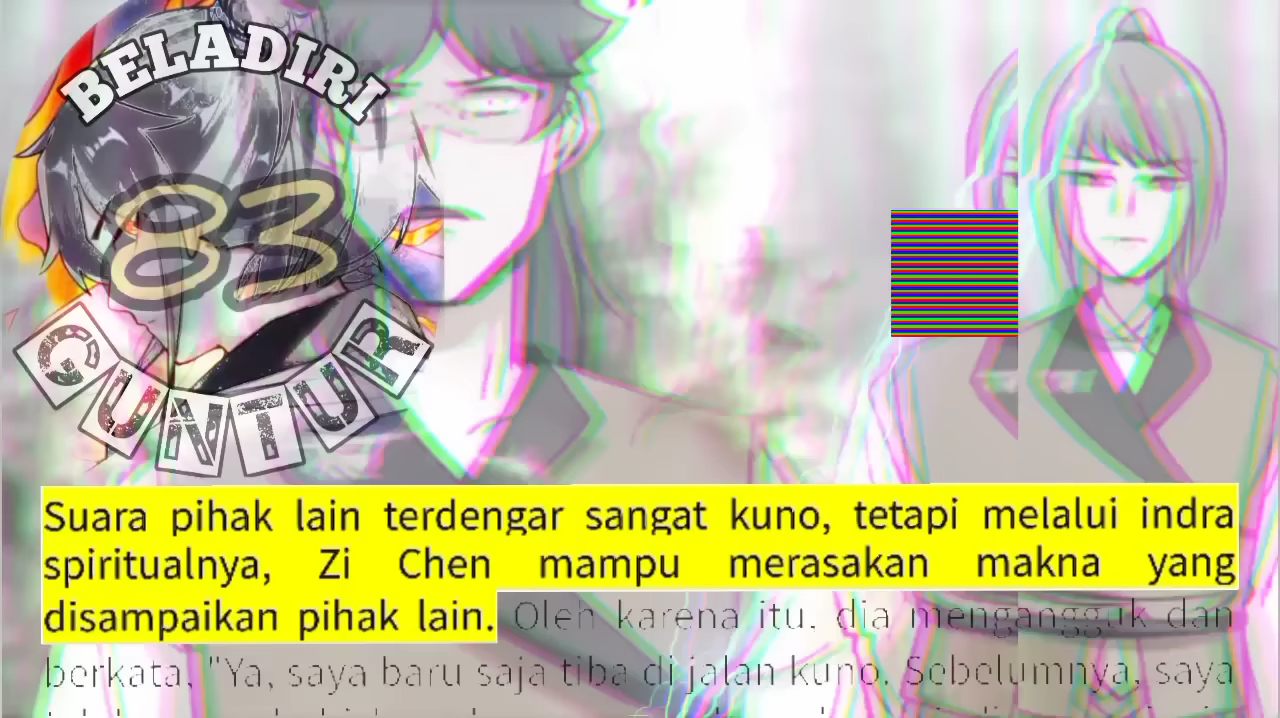 BELADIRI
83
GUNTUR
Suara pihak lain terdengar sangat kuno, tetapi melalui indra
spiritualnya, Zi Chen mampu merasakan makna yang
disampaikan pihak lain. Oleh karena itu, dia mengangguk dan
berkata, "Ya, saya baru saja tiba di jalan kuno. Sebelumnya, saya